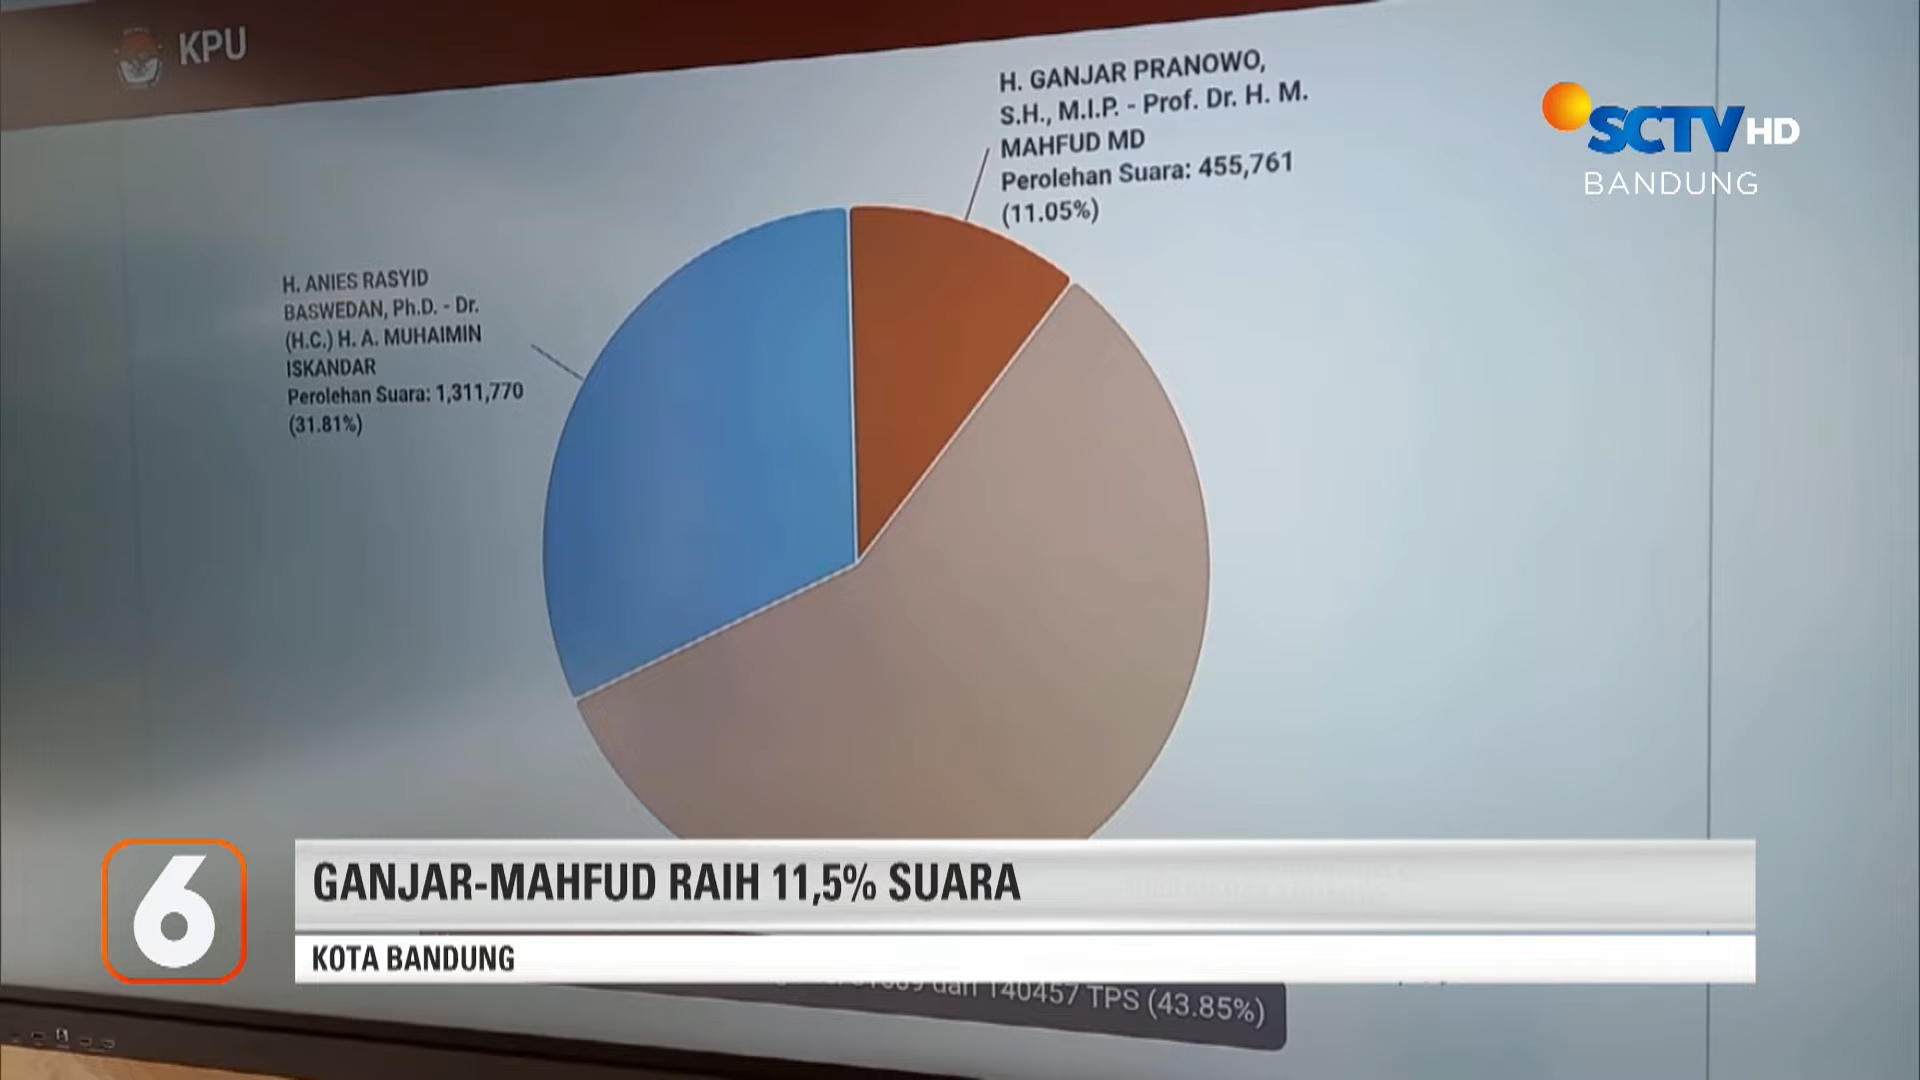 KPU
H. GANJAR PRANOWO,
S.H., M.I.P. - Prof. Dr. H. M.
MAHFUD MD
Perolehan Suara: 455,761
(11.05%)
SCTV HD
BANDUNG
H. ANIES RASYID
BASWEDAN, Ph.D. - Dr.
(H.C.) H. A. MUHAIMIN
ISKANDAR
Perolehan Suara: 1,311,770
(31.81%)
6
GANJAR-MAHFUD RAIH 11,5% SUARA
KOTA BANDUNG
dari 140457 TPS (43.85%)